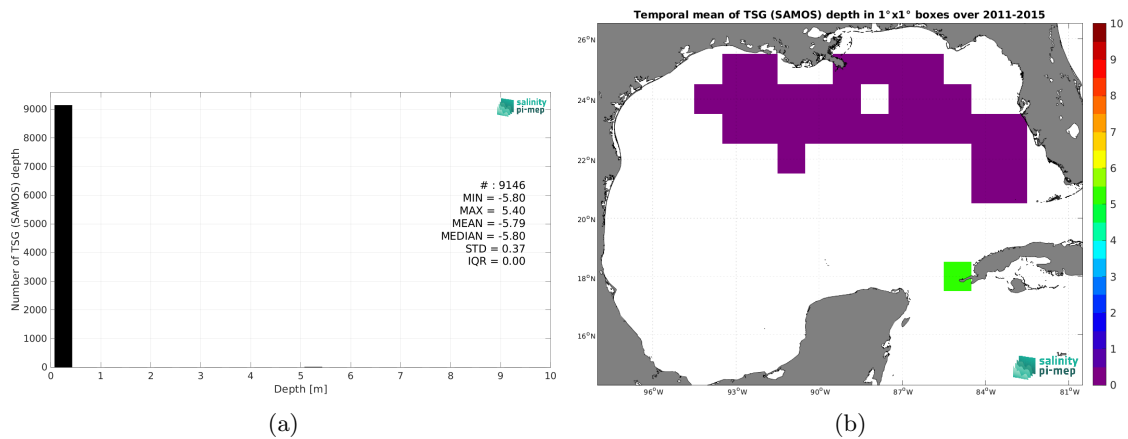 Temporal mean of TSG (SAMOS) depth in 1°x1° boxes over 2011-2015
salinity
pi-mep
Number of TSG (SAMOS) depth
9000
8000
7000
6000
5000
4000
3000
2000
1000
0
# : 9146
MIN = -5.80
MAX = 5.40
MEAN = -5.79
MEDIAN = -5.80
STD = 0.37
IQR = 0.00
0 1 2 3 4 5 6 7 8 9 10
Depth [m]
(a)
26°N
24°N
22°N
20°N
18°N
16°N
96°W 93°W 90°W 87°W 84°W 81°W
salinity
pi-mep
10
9
8
7
6
5
4
3
2
1
0
(b)